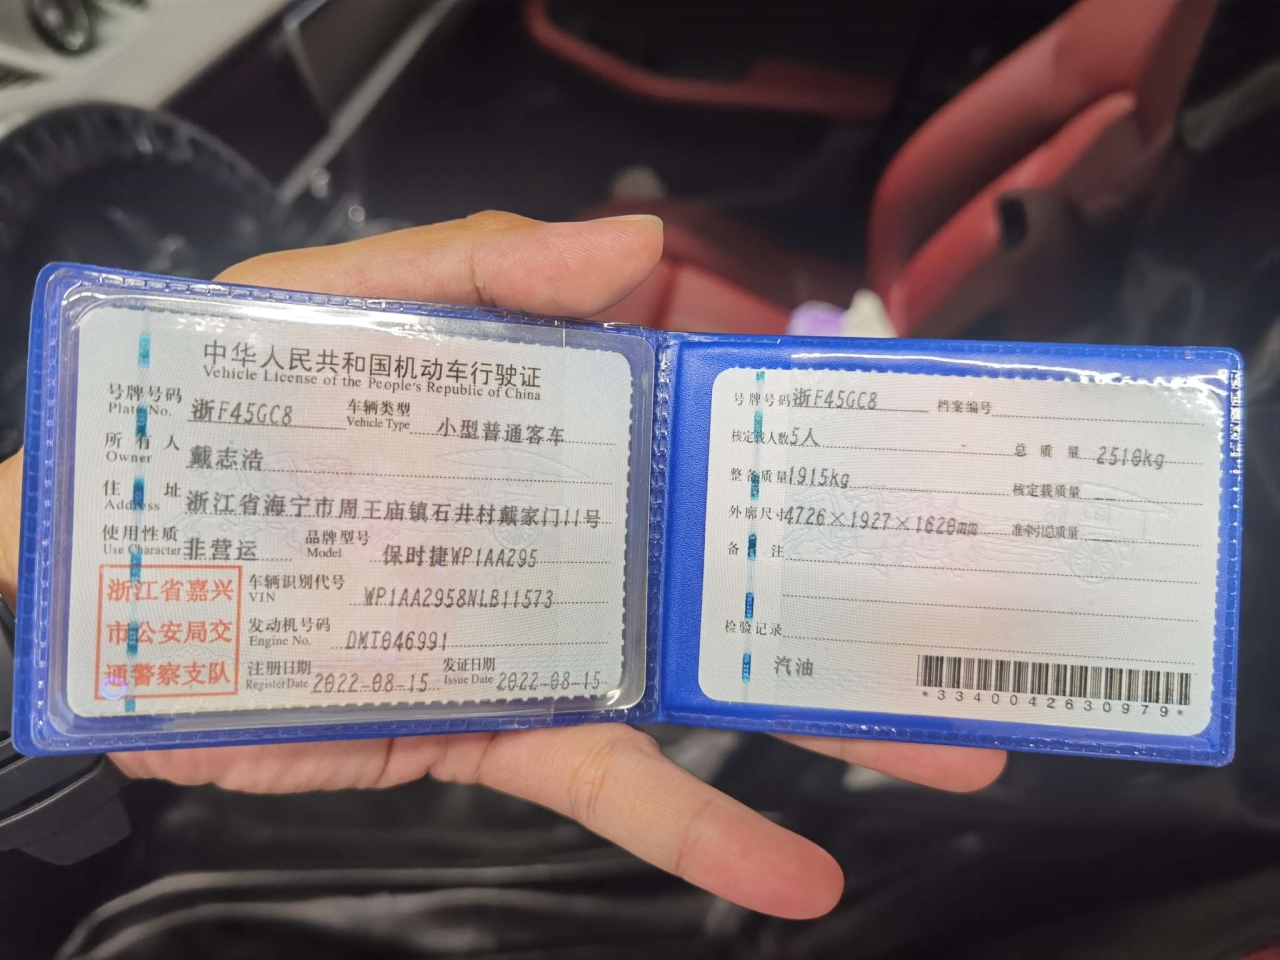 中华人民共和国机动车行驶证
Vehicle License of the People's Republic of China
号牌号码 浙F45GC8 车辆类型 小型普通客车
Plate No. Vehicle Type
所有人 戴志浩
Owner
住址 浙江省海宁市周王庙镇石井村戴家门11号
Address
使用性质 非营运 品牌型号 保时捷WP1AA295
Use Character Model
浙江省嘉兴
市公安局交
通警察支队
车辆识别代号 WP1AA2958NLB11573
VIN
发动机号码 DMT046991
Engine No.
注册日期 2022-08-15 发证日期 2022-08-15
Register Date Issue Date
号牌号码 浙F45GC8 档案编号
核定载人数 5人 总质量 2510kg
整备质量 1915kg 核定载质量
外廓尺寸 4726×1927×1620mm 准牵引总质量
备注
检验记录
汽油
*3340042630979*